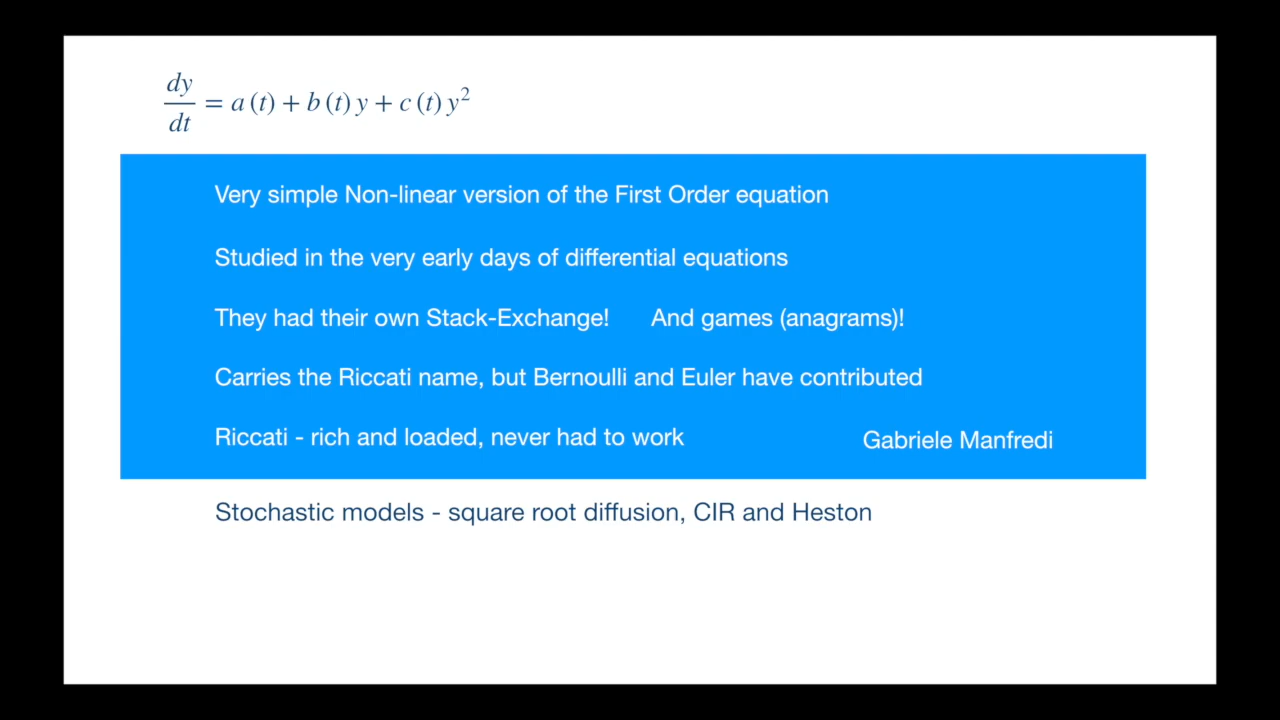 dy/dt = a (t) + b (t) y + c (t) y²
Very simple Non-linear version of the First Order equation
Studied in the very early days of differential equations
They had their own Stack-Exchange! And games (anagrams)!
Carries the Riccati name, but Bernoulli and Euler have contributed
Riccati - rich and loaded, never had to work
Gabriele Manfredi
Stochastic models - square root diffusion, CIR and Heston